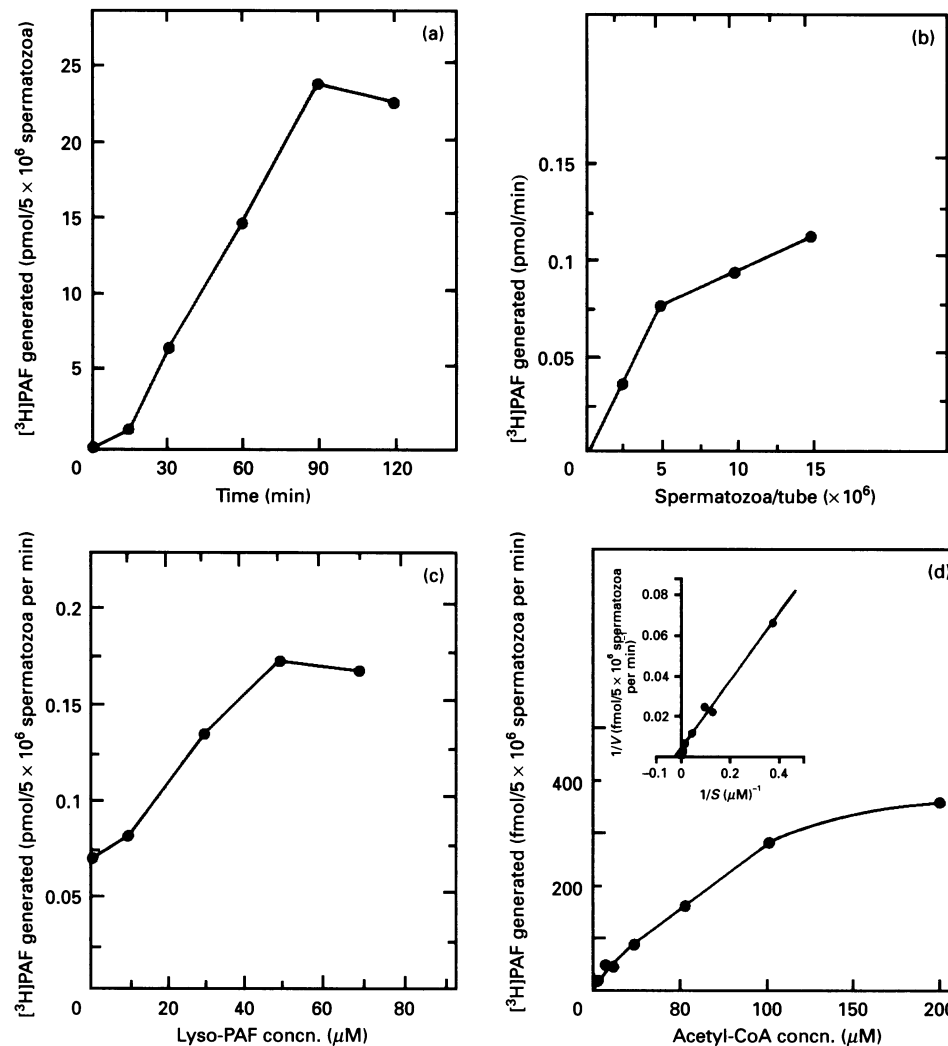 (a)
[³H]PAF generated (pmol/5 × 10⁶ spermatozoa)
25
20
15
10
5
0
30
60
90
120
Time (min)
(b)
[³H]PAF generated (pmol/min)
0.15
0.1
0.05
0
5
10
15
Spermatozoa/tube (×10⁶)
(c)
[³H]PAF generated (pmol/5 × 10⁶ spermatozoa per min)
0.2
0.15
0.1
0.05
0
20
40
60
80
Lyso-PAF concn. (μM)
(d)
[³H]PAF generated (fmol/5 × 10⁶ spermatozoa per min)
400
200
0
80
100
200
Acetyl-CoA concn. (μM)
1/V (fmol/5 × 10⁶ spermatozoa
per min)⁻¹
0.08
0.06
0.04
0.02
−0.1
0
0.2
0.4
1/S (μM)⁻¹